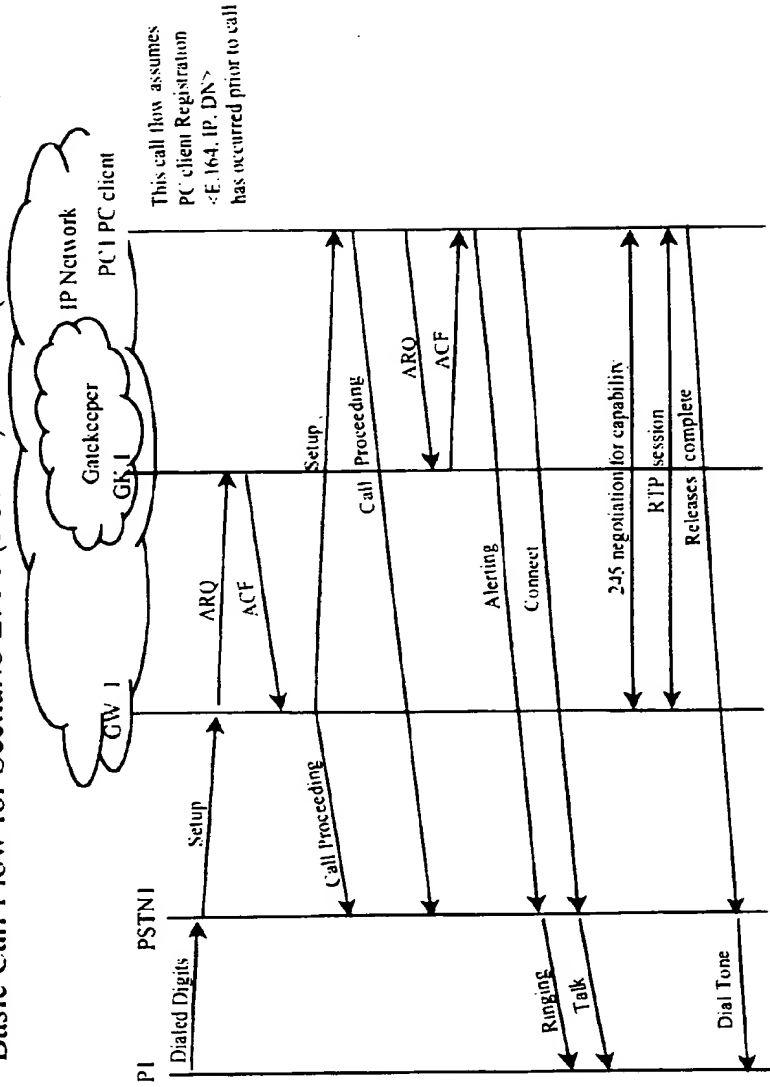 Basic Call Flow for Scenario
IP Network
Gatekeeper
GK 1
GW 1
PC1 PC client
This call flow assumes
PC client Registration
<E.164, IP, DN>
has occurred prior to call
P1
PSTN1
Dialed Digits
Setup
ARQ
ACF
Setup
Call Proceeding
Call Proceeding
ARQ
ACF
Alerting
Connect
Ringing
Talk
245 negotiation for capability
RTP session
Releases complete
Dial Tone